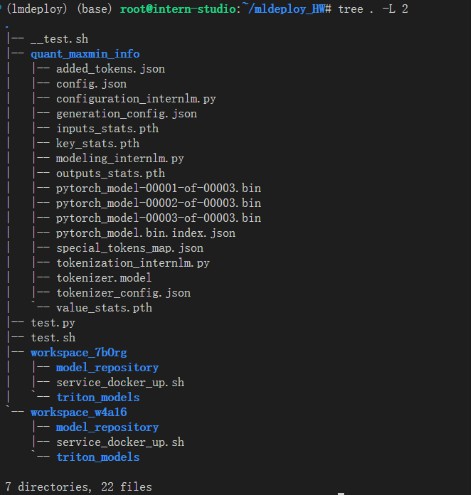 (lmdeploy) (base) root@intern-studio:~/mldeploy_HW# tree . -L 2
.
|-- __test.sh
|-- quant_maxmin_info
|   |-- added_tokens.json
|   |-- config.json
|   |-- configuration_internlm.py
|   |-- generation_config.json
|   |-- inputs_stats.pth
|   |-- key_stats.pth
|   |-- modeling_internlm.py
|   |-- outputs_stats.pth
|   |-- pytorch_model-00001-of-00003.bin
|   |-- pytorch_model-00002-of-00003.bin
|   |-- pytorch_model-00003-of-00003.bin
|   |-- pytorch_model.bin.index.json
|   |-- special_tokens_map.json
|   |-- tokenization_internlm.py
|   |-- tokenizer.model
|   |-- tokenizer_config.json
|   `-- value_stats.pth
|-- test.py
|-- test.sh
|-- workspace_7bOrg
|   |-- model_repository
|   |-- service_docker_up.sh
|   `-- triton_models
`-- workspace_w4a16
    |-- model_repository
    |-- service_docker_up.sh
    `-- triton_models
7 directories, 22 files